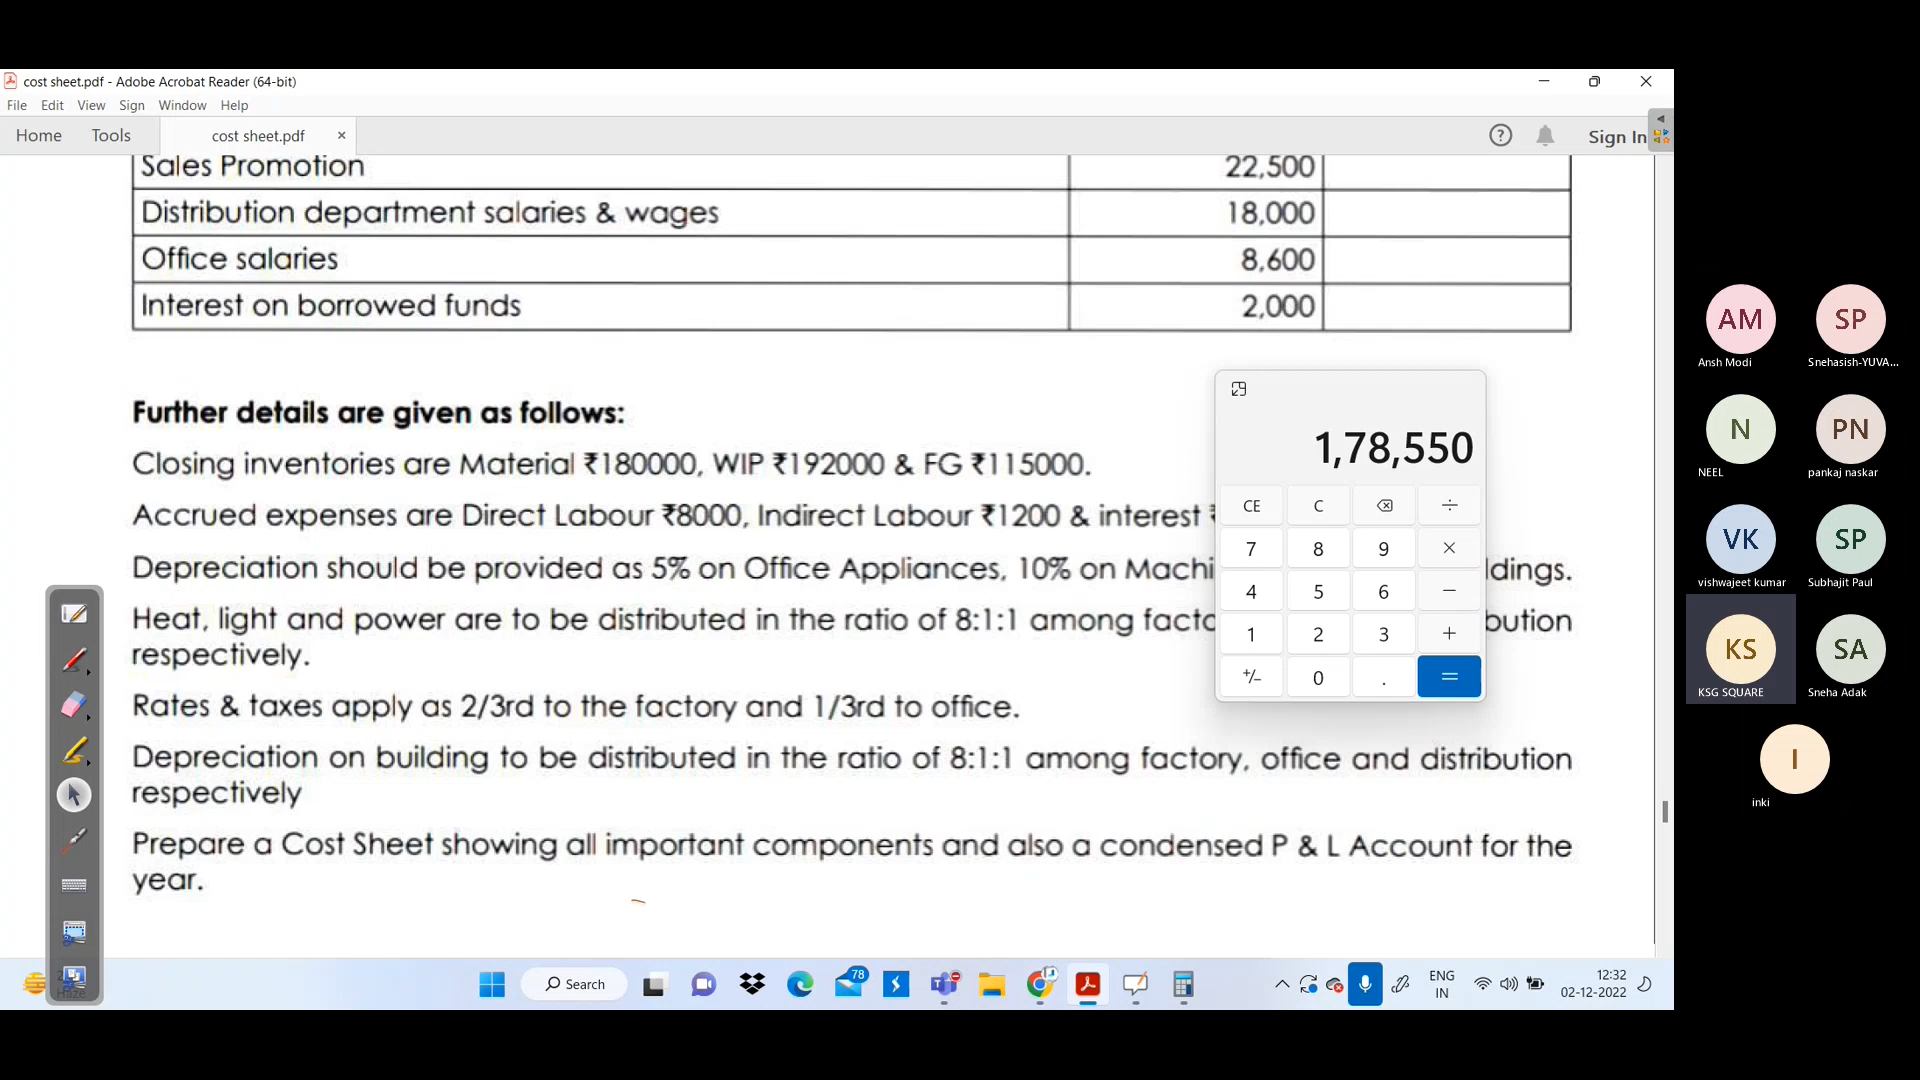 cost sheet.pdf - Adobe Acrobat Reader (64-bit)
File Edit View Sign Window Help
Home Tools cost sheet.pdf × ? Sign In
Sales Promotion 22,500
Distribution department salaries & wages 18,000
Office salaries 8,600
Interest on borrowed funds 2,000
Further details are given as follows:
Closing inventories are Material ₹180000, WIP ₹192000 & FG ₹115000.
Accrued expenses are Direct Labour ₹8000, Indirect Labour ₹1200 & interest
Depreciation should be provided as 5% on Office Appliances, 10% on Machi ldings.
Heat, light and power are to be distributed in the ratio of 8:1:1 among facto bution
respectively.
Rates & taxes apply as 2/3rd to the factory and 1/3rd to office.
Depreciation on building to be distributed in the ratio of 8:1:1 among factory, office and distribution
respectively
Prepare a Cost Sheet showing all important components and also a condensed P & L Account for the
year.
1,78,550
CE C ÷
7 8 9 ×
4 5 6 −
1 2 3 +
+/− 0 . =
AM SP
Ansh Modi Snehasish-YUVA...
N PN
NEEL pankaj naskar
VK SP
vishwajeet kumar Subhajit Paul
KS SA
KSG SQUARE Sneha Adak
I
inki
Haze
Search
78
ENG
IN
12:32
02-12-2022